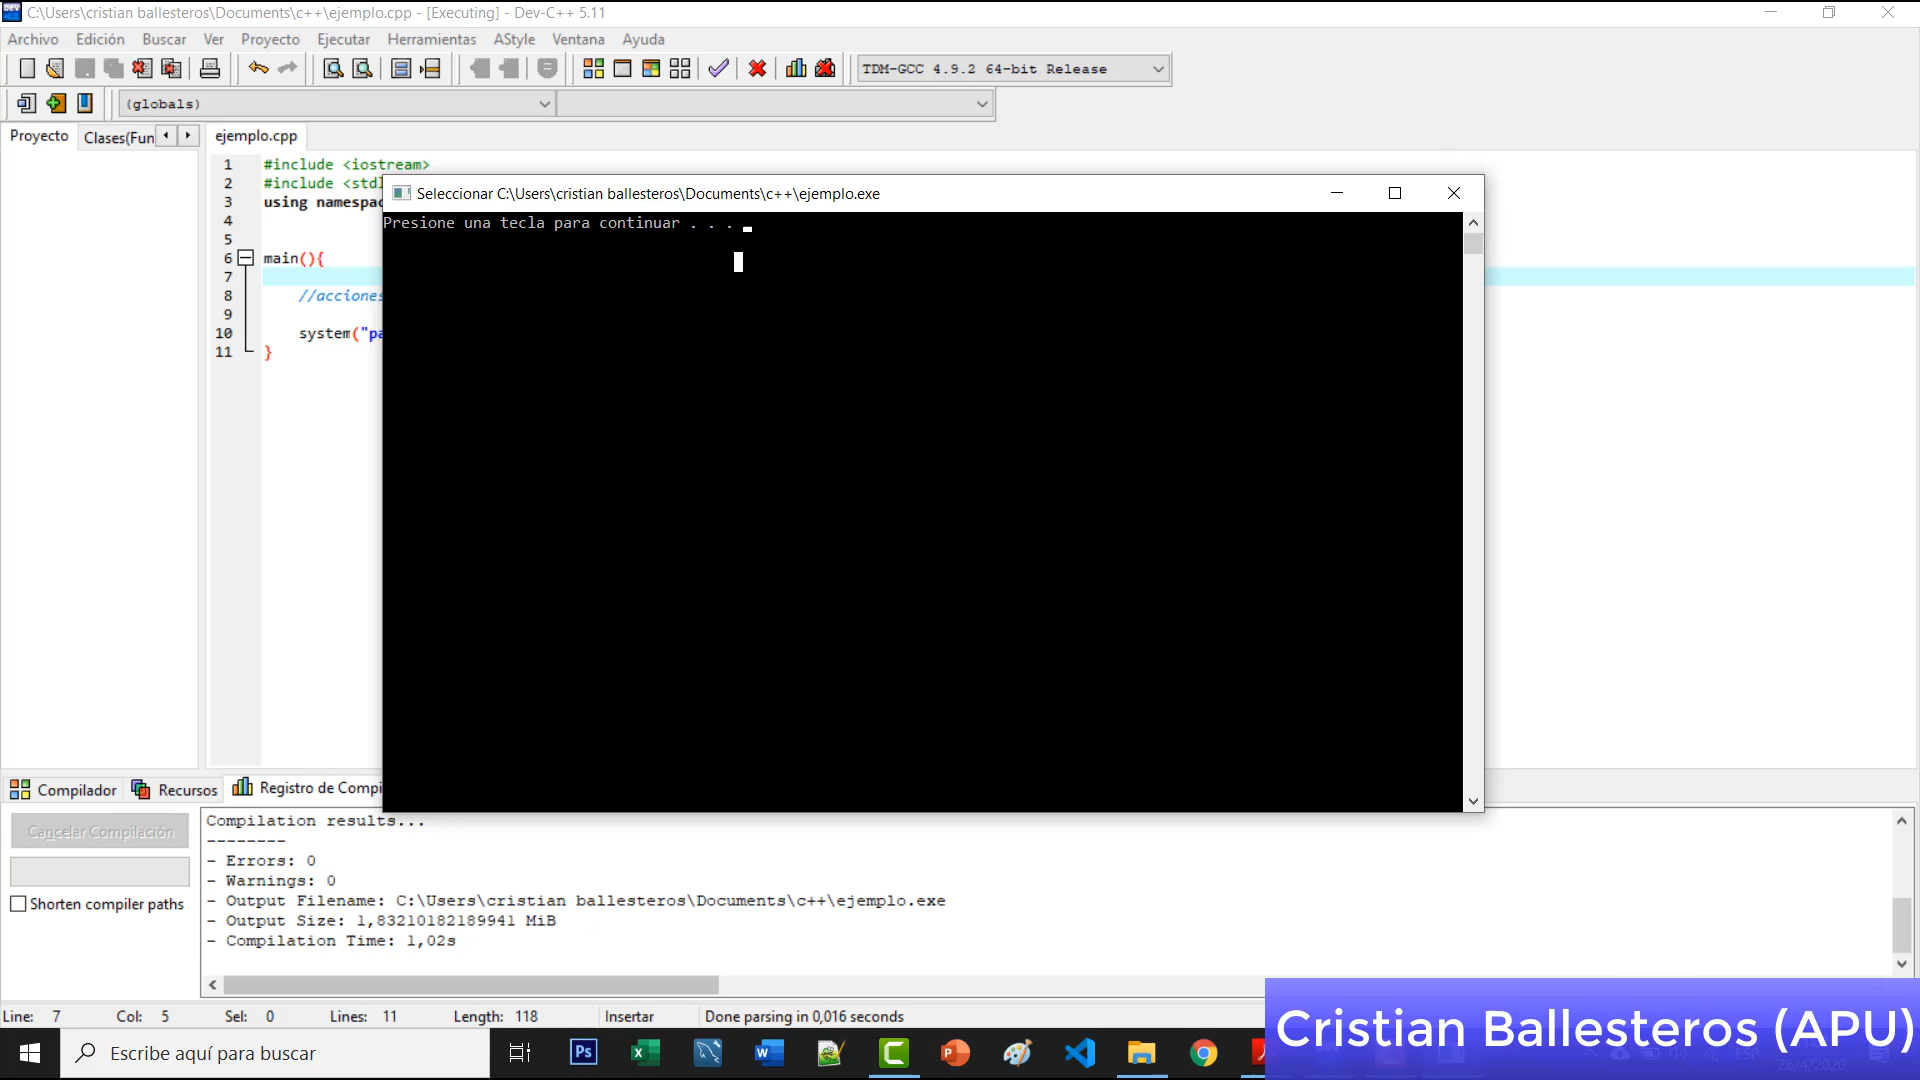 C:\Users\cristian ballesteros\Documents\c++\ejemplo.cpp - [Executing] - Dev-C++ 5.11
Archivo Edición Buscar Ver Proyecto Ejecutar Herramientas AStyle Ventana Ayuda
TDM-GCC 4.9.2 64-bit Release
(globals)
Proyecto Clases(Fun ejemplo.cpp
1 #include <iostream>
2 #include <stdl
3 using namespac
4
5
6 main(){
7
8 //acciones
9
10 system("pa
11 }
Seleccionar C:\Users\cristian ballesteros\Documents\c++\ejemplo.exe
Presione una tecla para continuar . . .
Compilador Recursos Registro de Compi
Cancelar Compilación
Shorten compiler paths
Compilation results...
--------
- Errors: 0
- Warnings: 0
- Output Filename: C:\Users\cristian ballesteros\Documents\c++\ejemplo.exe
- Output Size: 1,83210182189941 MiB
- Compilation Time: 1,02s
Line: 7 Col: 5 Sel: 0 Lines: 11 Length: 118 Insertar Done parsing in 0,016 seconds
Escribe aquí para buscar
Ps
Cristian Ballesteros (APU)
26/4/2020